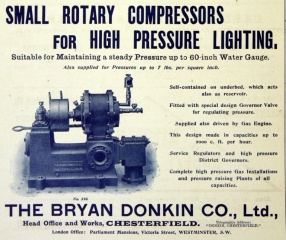 SMALL ROTARY COMPRESSORS
FOR HIGH PRESSURE LIGHTING.
Suitable for Maintaining a steady Pressure up to 60-inch Water Gauge.
Also supplied for Pressures up to 7 lbs. per square inch.
Self-contained on underbed, which acts
also as reservoir.
Fitted with special design Governor Valve
for regulating pressure.
Supplied also driven by Gas Engine.
This design made in capacities up to
2000 c. ft. per hour.
Service Regulators and high pressure
District Governors.
Complete high pressure Gas Installations and
pressure raising Plants of all
capacities.
THE BRYAN DONKIN CO., Ltd.,
Head Office and Works, CHESTERFIELD.
Telegraphic Address:
"DONKIN, CHESTERFIELD."
London Office: Parliament Mansions, Victoria Street, WESTMINSTER, S.W.